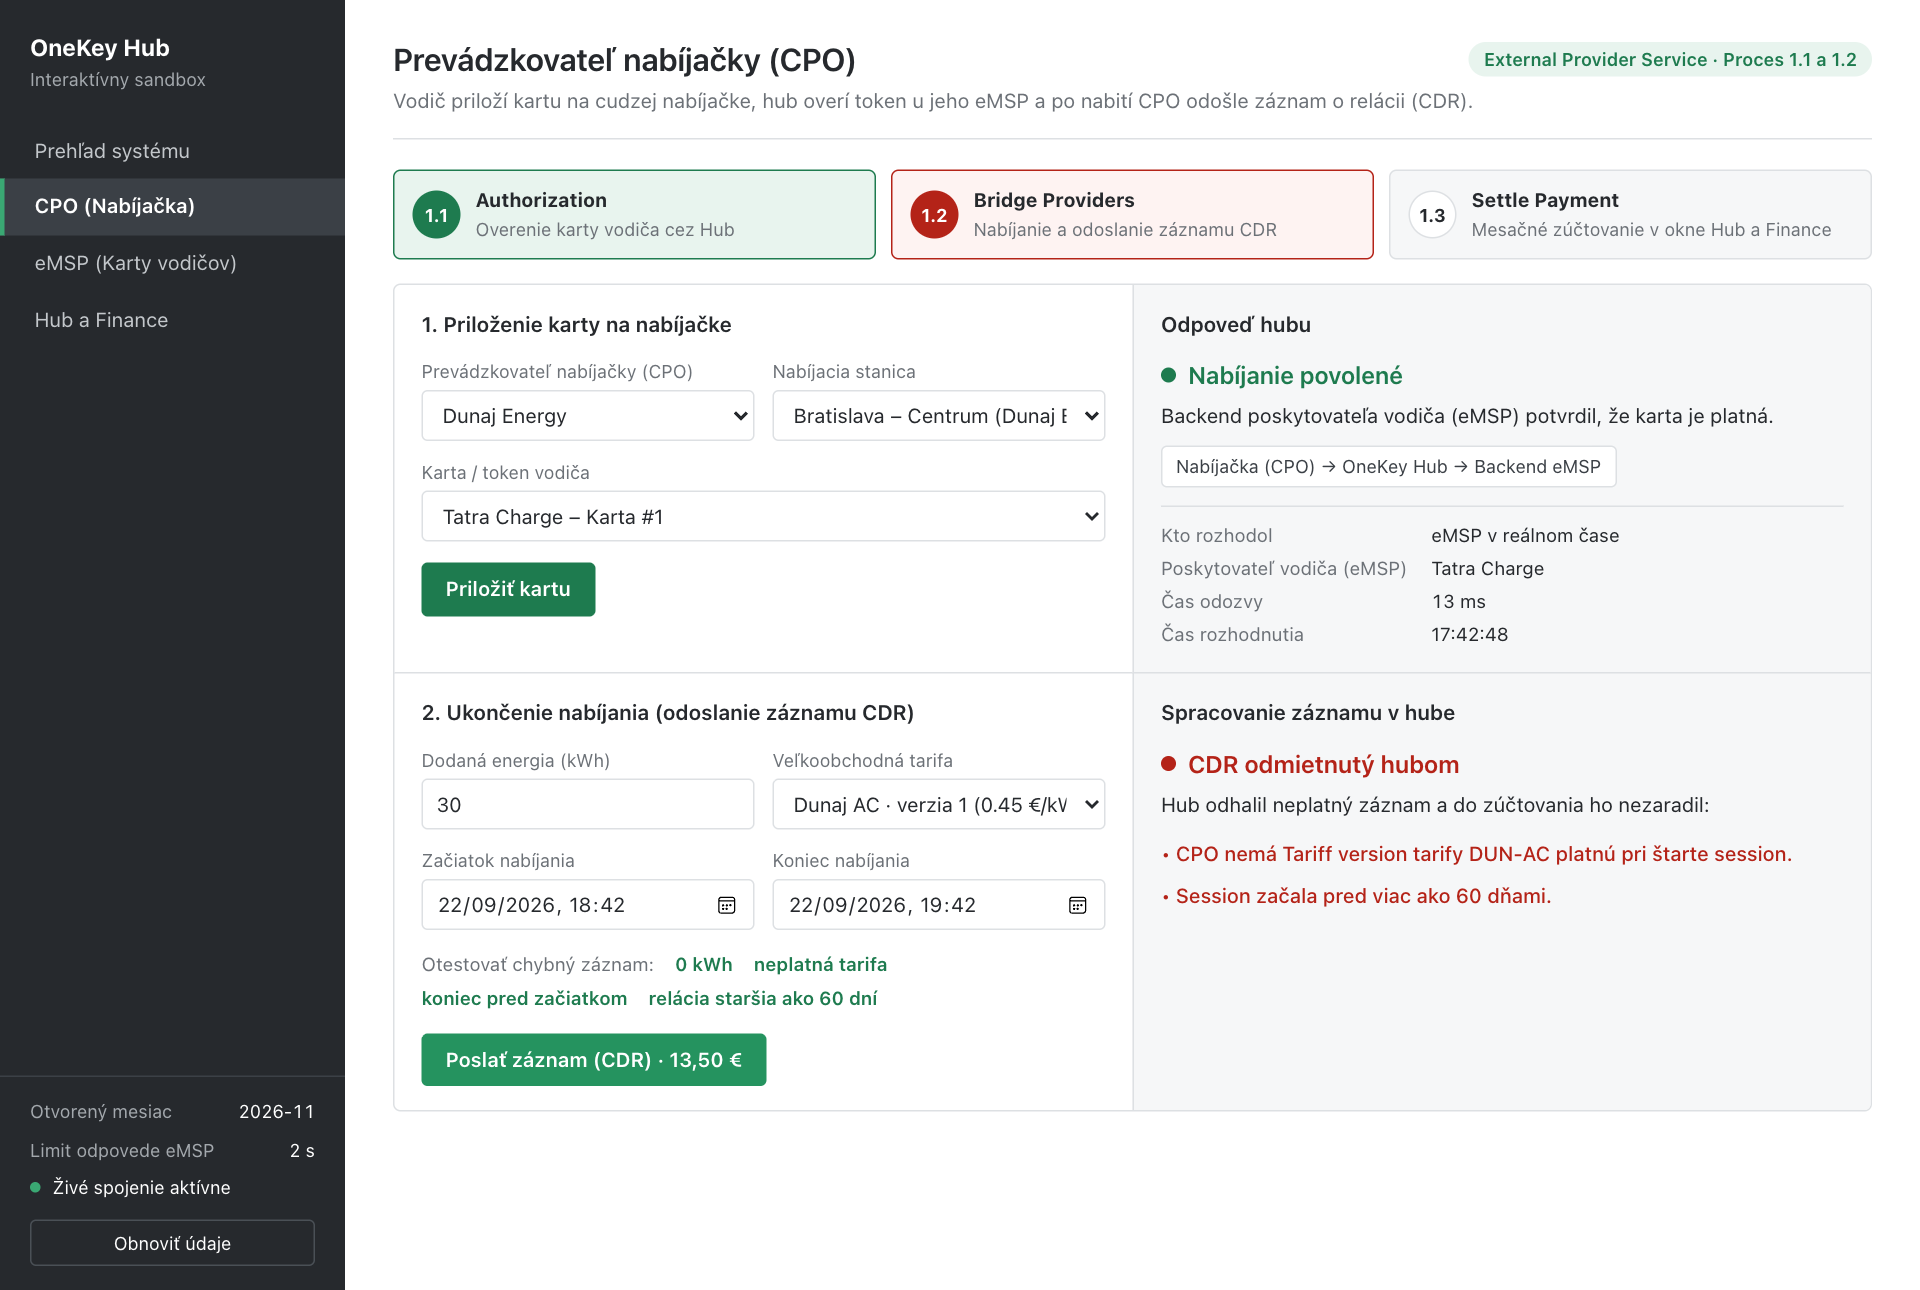 OneKey Hub
Interaktívny sandbox
Prehľad systému
CPO (Nabíjačka)
eMSP (Karty vodičov)
Hub a Finance
Otvorený mesiac 2026-11
Limit odpovede eMSP 2 s
Živé spojenie aktívne
Obnoviť údaje
Prevádzkovateľ nabíjačky (CPO)
External Provider Service · Proces 1.1 a 1.2
Vodič priloží kartu na cudzej nabíjačke, hub overí token u jeho eMSP a po nabití CPO odošle záznam o relácii (CDR).
1.1 Authorization
Overenie karty vodiča cez Hub
1.2 Bridge Providers
Nabíjanie a odoslanie záznamu CDR
1.3 Settle Payment
Mesačné zúčtovanie v okne Hub a Finance
1. Priloženie karty na nabíjačke
Prevádzkovateľ nabíjačky (CPO) Nabíjacia stanica
Dunaj Energy Bratislava – Centrum (Dunaj E
Karta / token vodiča
Tatra Charge – Karta #1
Priložiť kartu
Odpoveď hubu
Nabíjanie povolené
Backend poskytovateľa vodiča (eMSP) potvrdil, že karta je platná.
Nabíjačka (CPO) → OneKey Hub → Backend eMSP
Kto rozhodol eMSP v reálnom čase
Poskytovateľ vodiča (eMSP) Tatra Charge
Čas odozvy 13 ms
Čas rozhodnutia 17:42:48
2. Ukončenie nabíjania (odoslanie záznamu CDR)
Dodaná energia (kWh) Veľkoobchodná tarifa
30 Dunaj AC · verzia 1 (0.45 €/kW
Začiatok nabíjania Koniec nabíjania
22/09/2026, 18:42 22/09/2026, 19:42
Otestovať chybný záznam: 0 kWh neplatná tarifa
koniec pred začiatkom relácia staršia ako 60 dní
Poslať záznam (CDR) · 13,50 €
Spracovanie záznamu v hube
CDR odmietnutý hubom
Hub odhalil neplatný záznam a do zúčtovania ho nezaradil:
• CPO nemá Tariff version tarify DUN-AC platnú pri štarte session.
• Session začala pred viac ako 60 dňami.